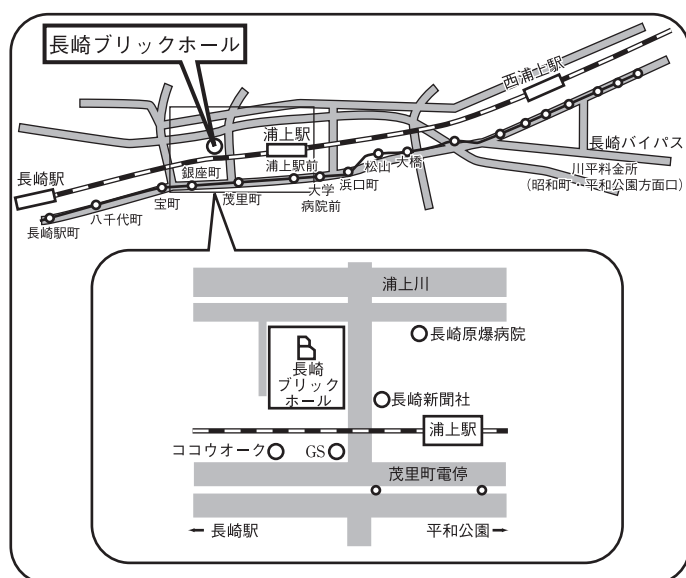 長崎ブリックホール
西浦上駅
長崎バイパス
川平料金所
(昭和町・平和公園方面口)
浦上駅
浦上駅前
松山
大橋
浜口町
大学
病院前
銀座町
茂里町
宝町
長崎駅
八千代町
長崎駅町
浦上川
長崎原爆病院
長崎
ブリック
ホール
長崎新聞社
浦上駅
ココウオーク
GS
茂里町電停
←長崎駅
平和公園→